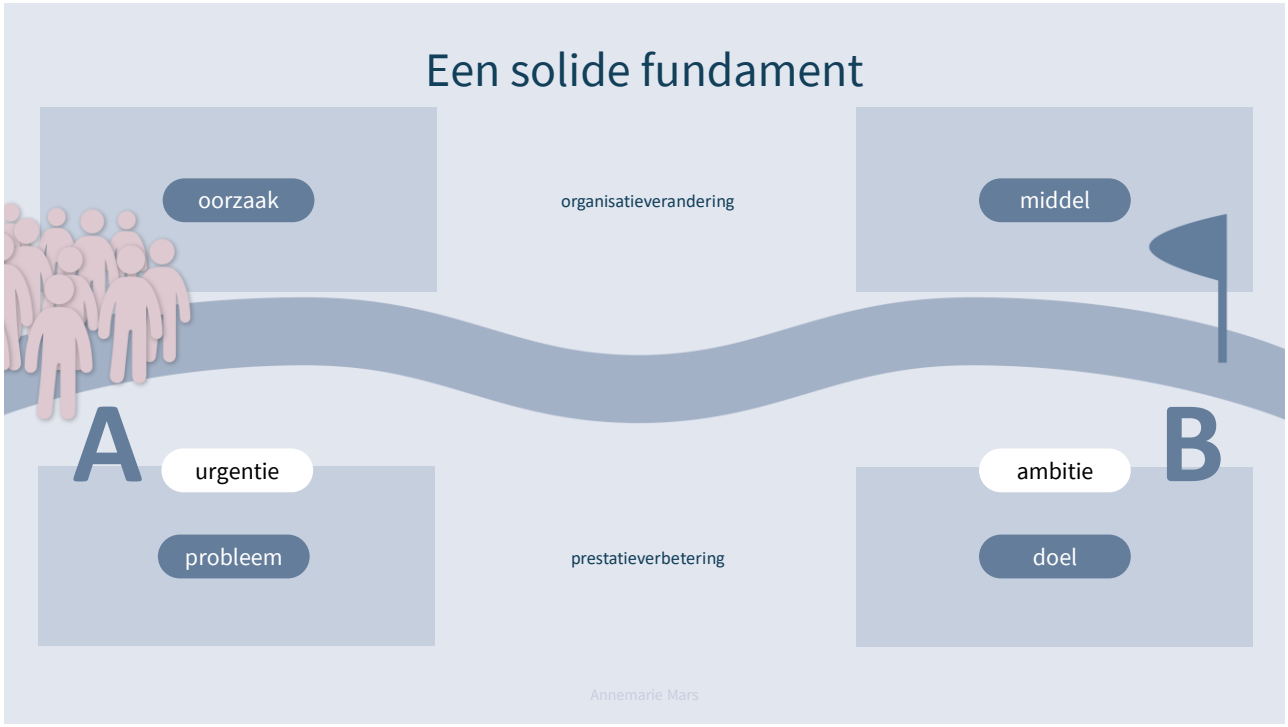 Een solide fundament
oorzaak
organisatieverandering
middel
A
B
urgentie
ambitie
probleem
prestatieverbetering
doel
Annemarie Mars